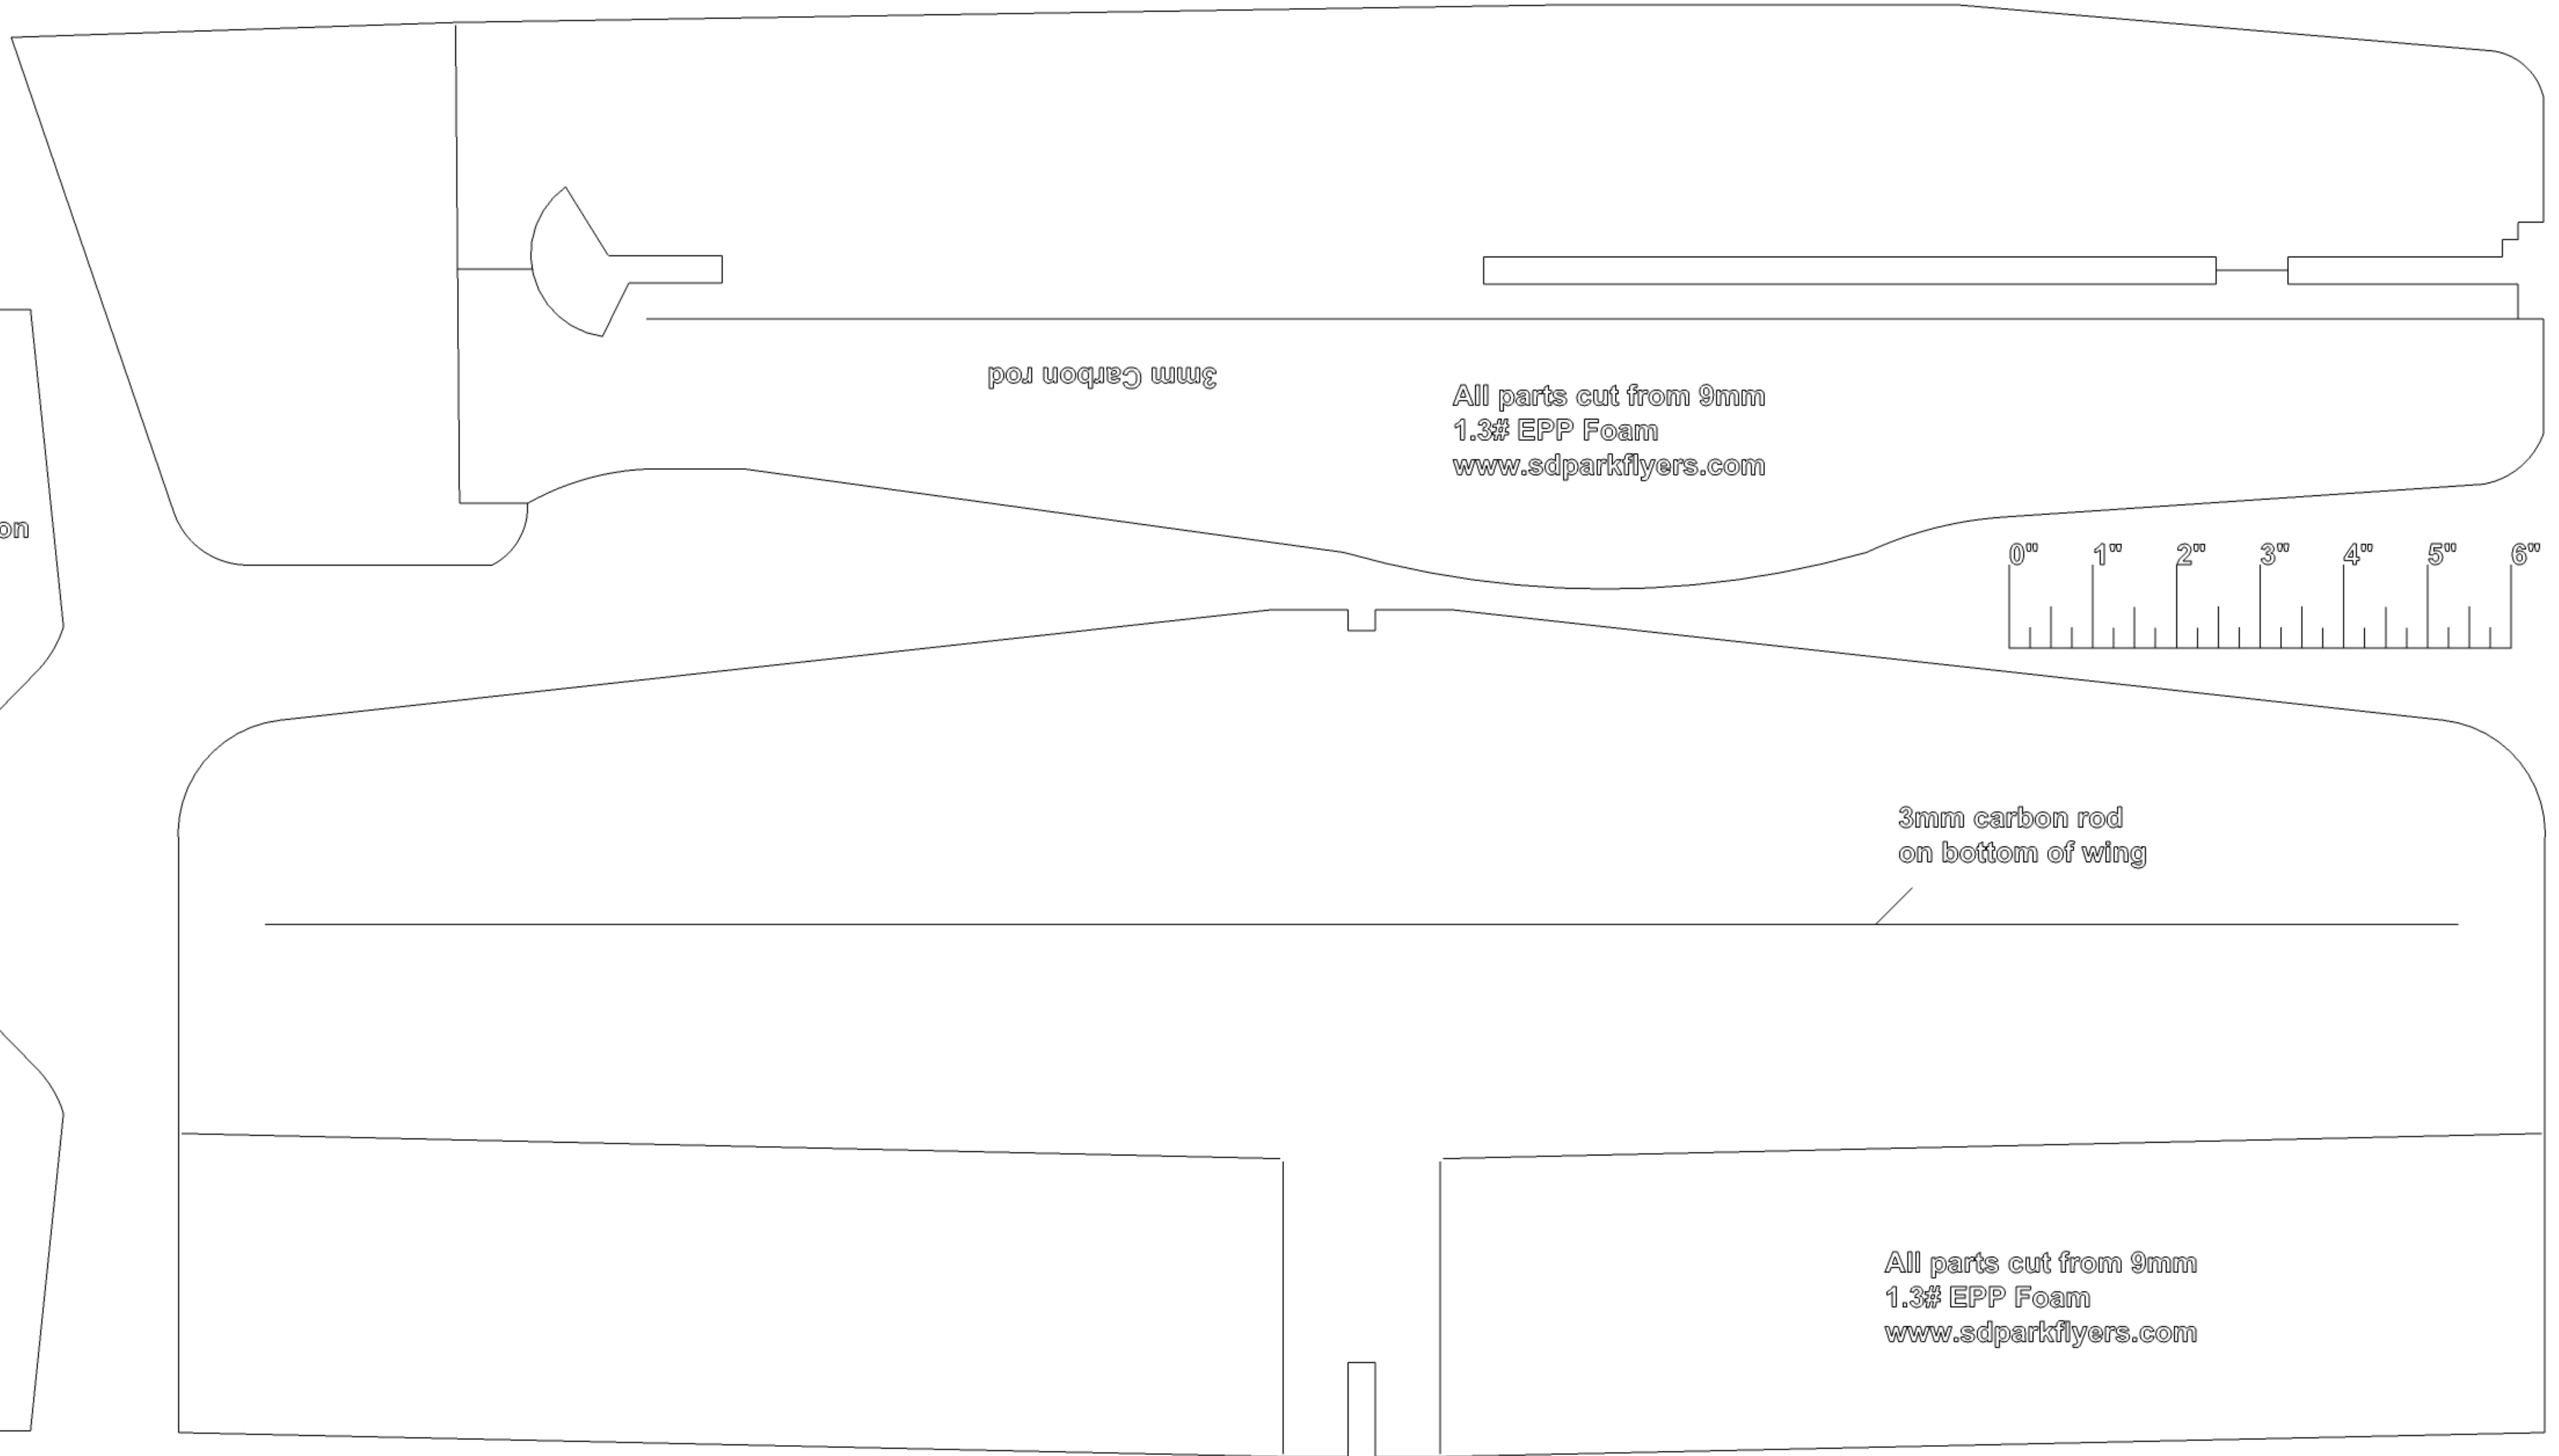 3mm Carbon rod
All parts cut from 9mm
1.3# EPP Foam
www.sdparkflyers.com
on
0" 1" 2" 3" 4" 5" 6"
3mm carbon rod
on bottom of wing
All parts cut from 9mm
1.3# EPP Foam
www.sdparkflyers.com